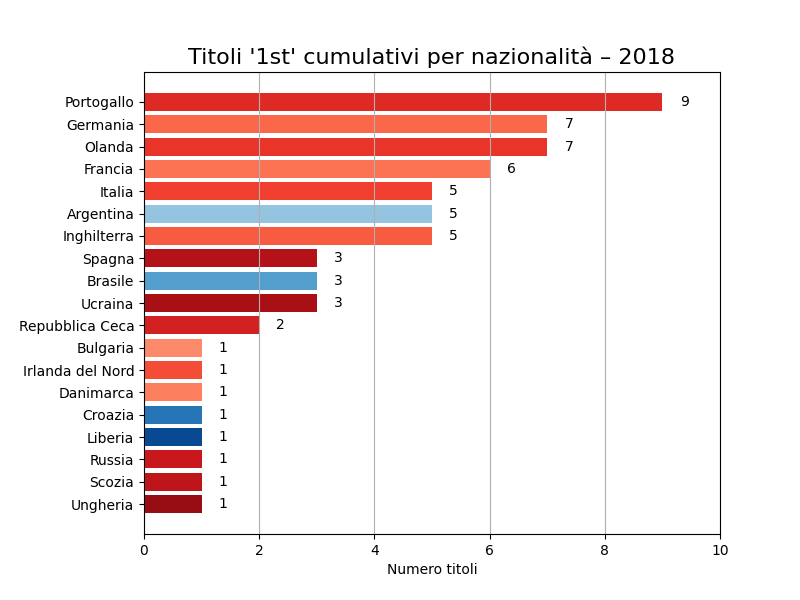 Titoli '1st' cumulativi per nazionalità – 2018
Portogallo 9
Germania 7
Olanda 7
Francia 6
Italia 5
Argentina 5
Inghilterra 5
Spagna 3
Brasile 3
Ucraina 3
Repubblica Ceca 2
Bulgaria 1
Irlanda del Nord 1
Danimarca 1
Croazia 1
Liberia 1
Russia 1
Scozia 1
Ungheria 1
0 2 4 6 8 10
Numero titoli